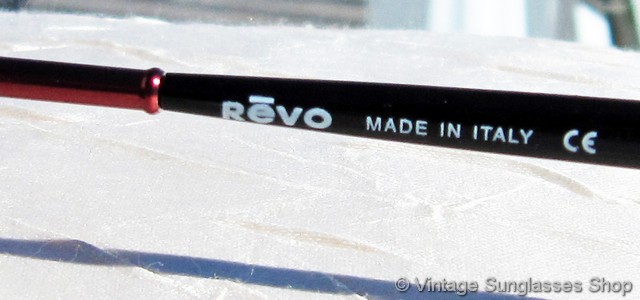 Rēvo MADE IN ITALY CE
© Vintage Sunglasses Shop